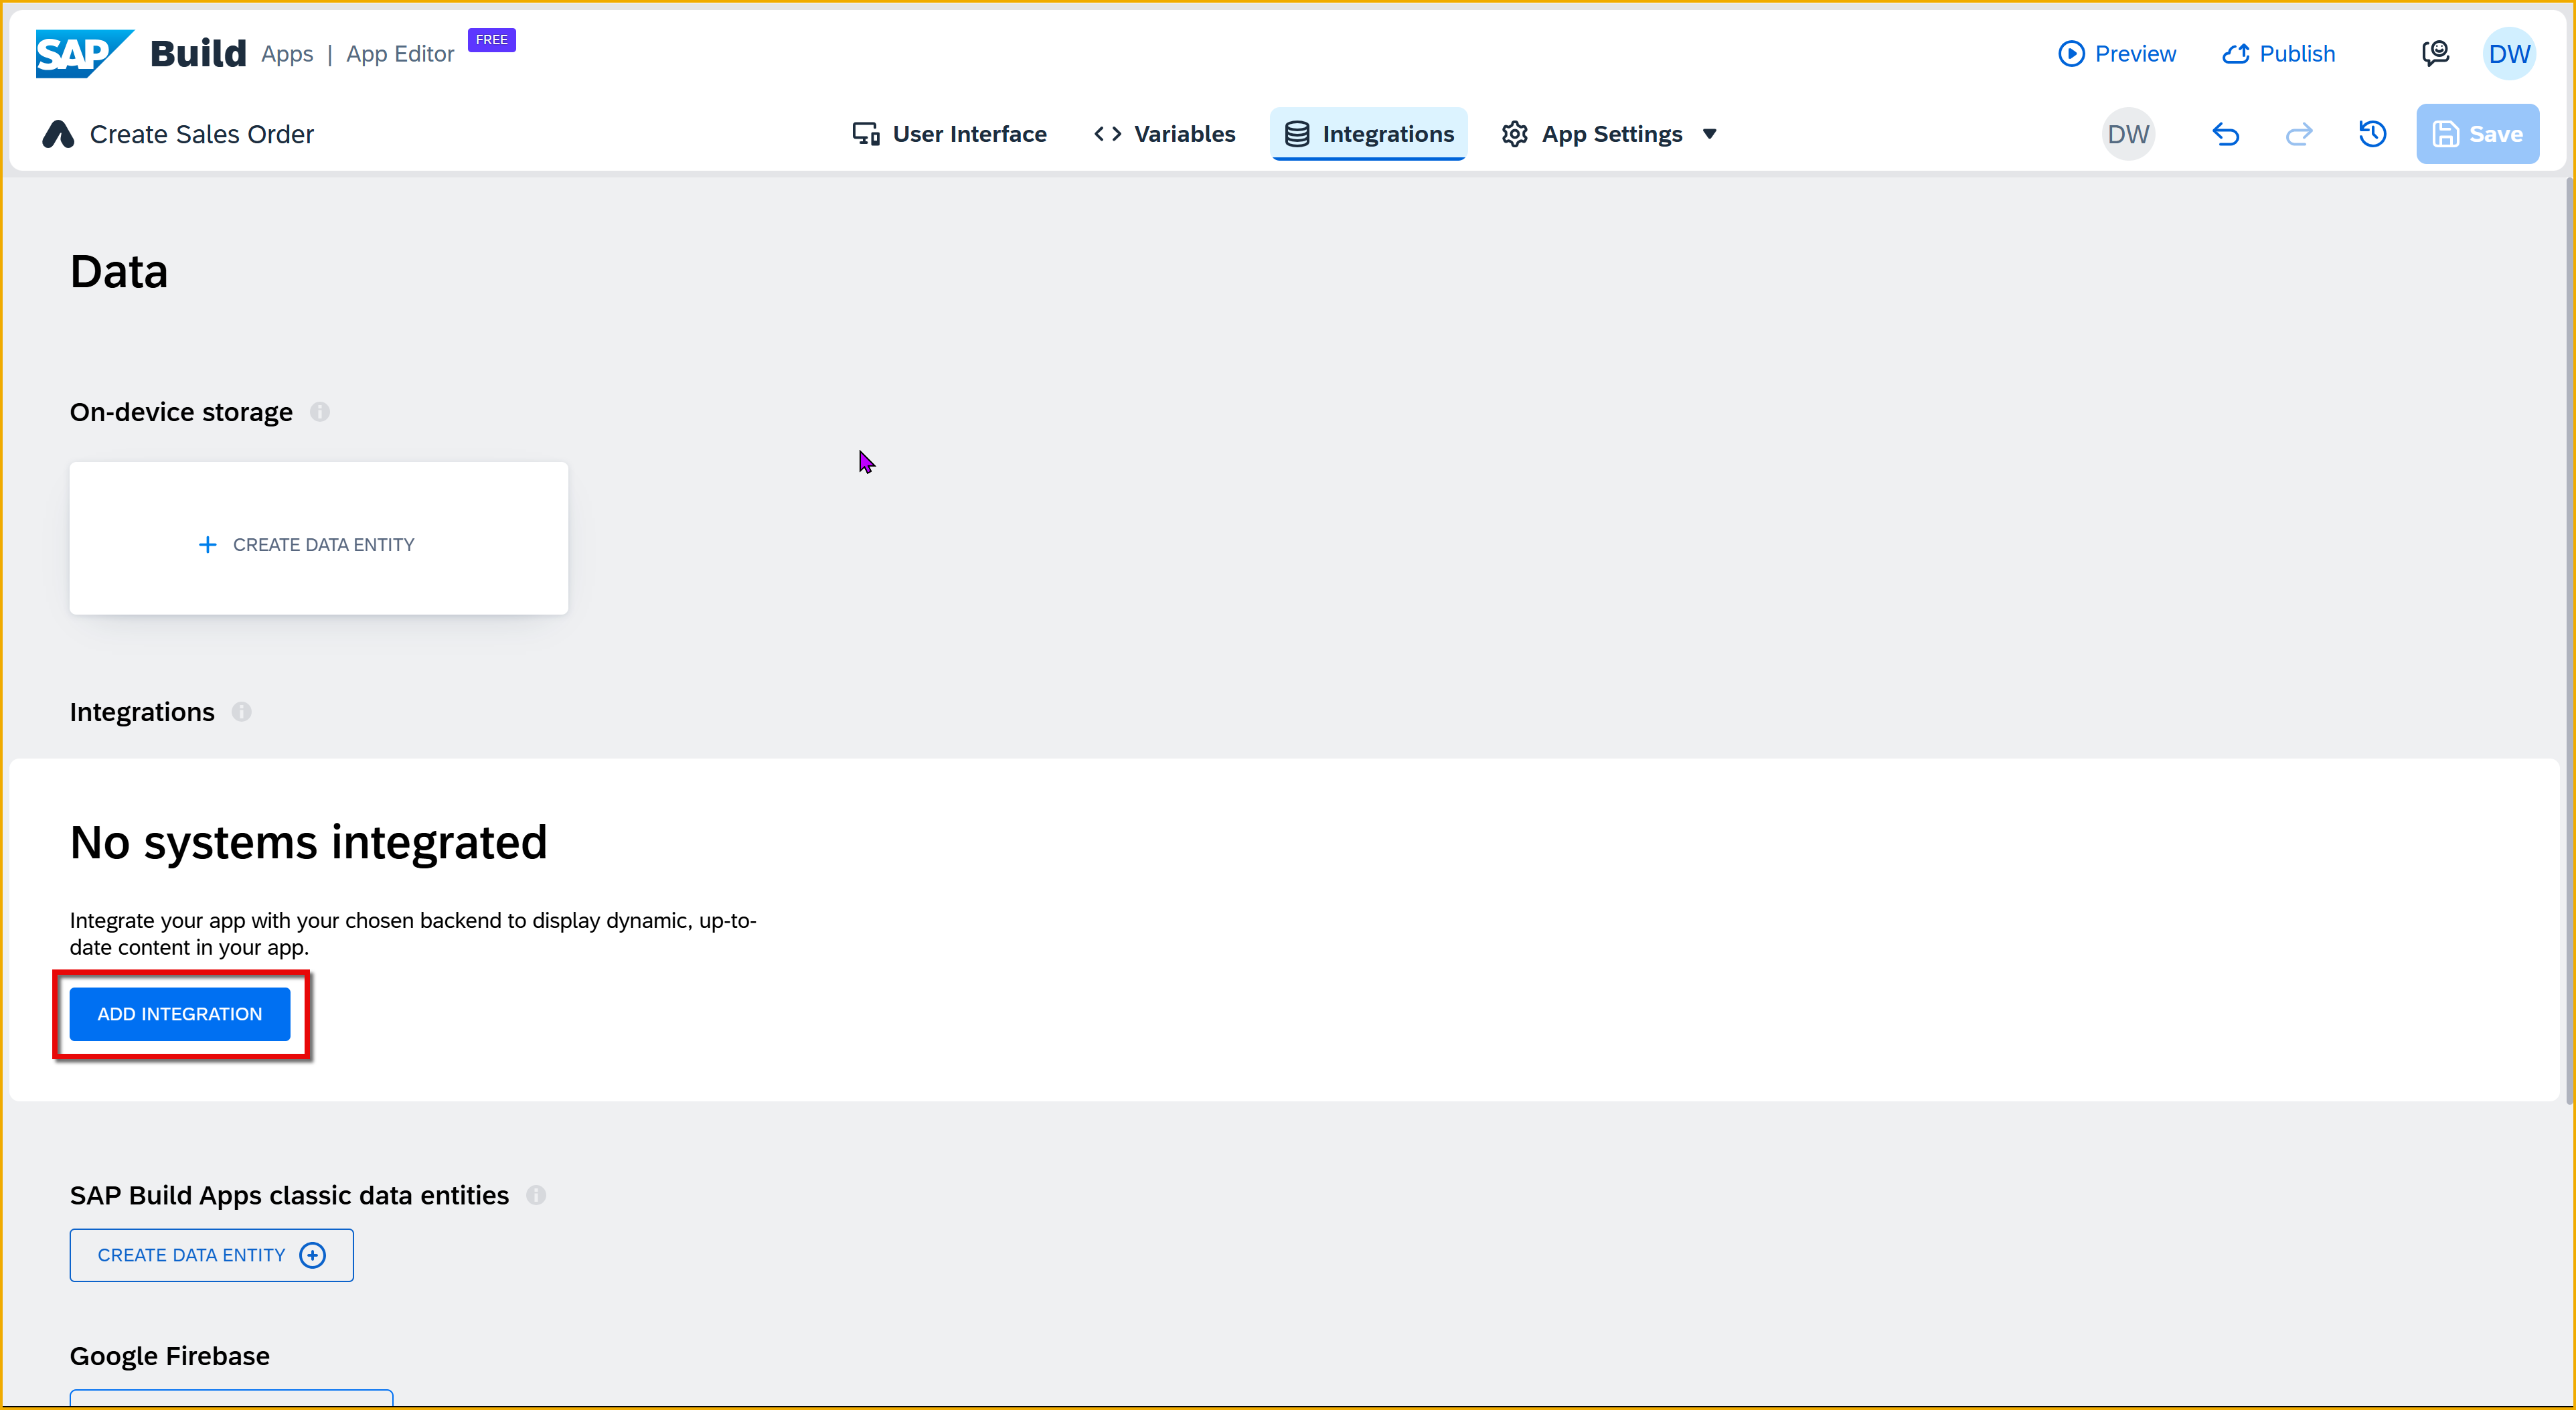 SAP Build Apps | App Editor FREE Preview Publish DW
Create Sales Order User Interface Variables Integrations App Settings DW Save
Data
On-device storage
CREATE DATA ENTITY
Integrations
No systems integrated
Integrate your app with your chosen backend to display dynamic, up-to-
date content in your app.
ADD INTEGRATION
SAP Build Apps classic data entities
CREATE DATA ENTITY
Google Firebase